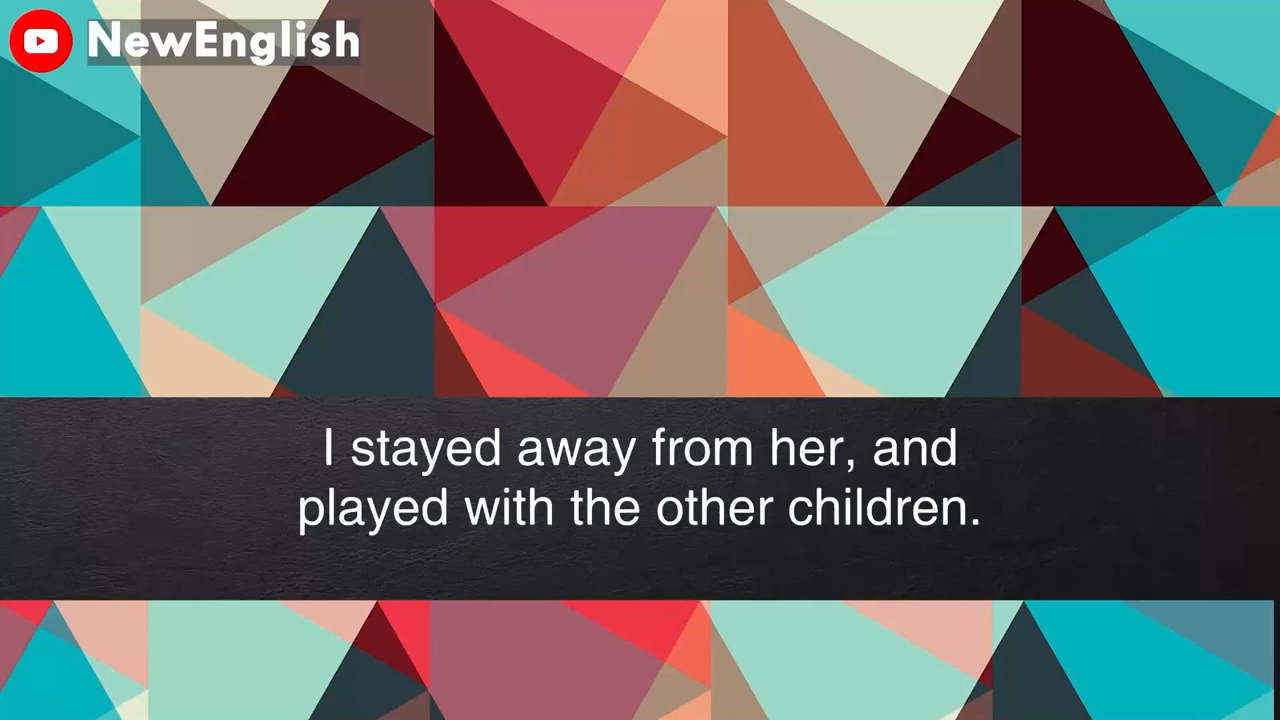 NewEnglish
I stayed away from her, and
played with the other children.